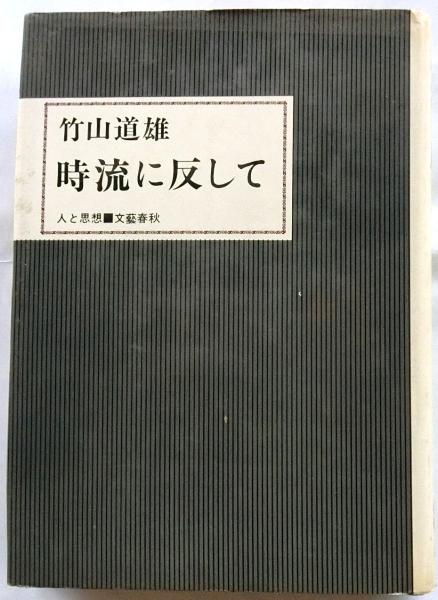 竹山道雄
時流に反して
人と思想■文藝春秋